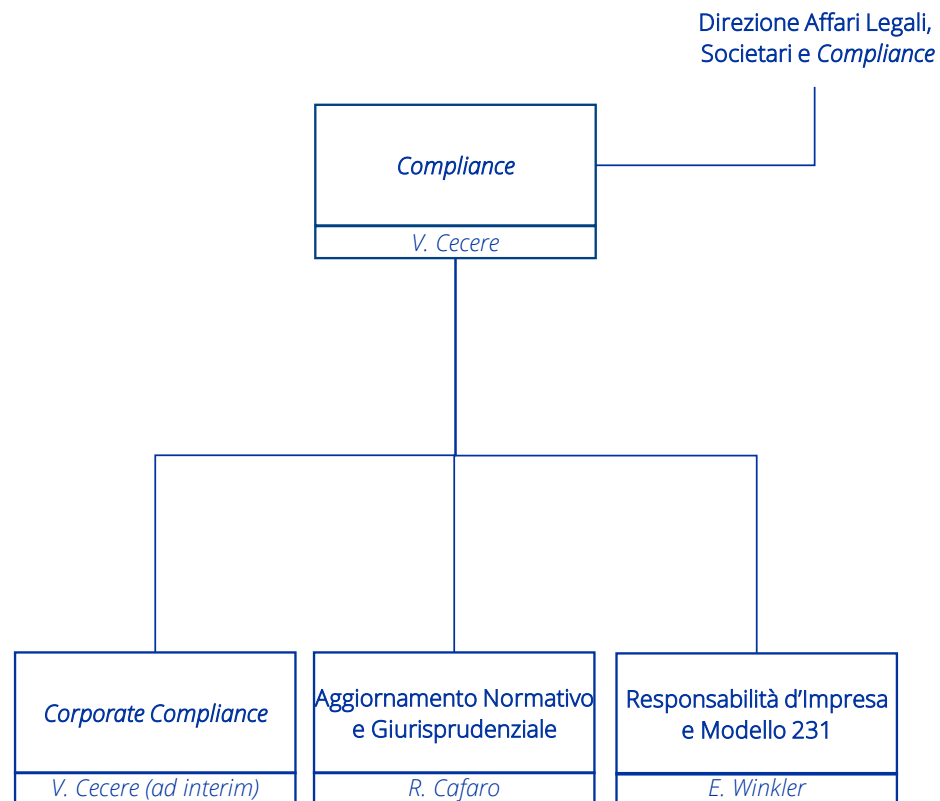 Direzione Affari Legali,
Societari e Compliance
Compliance
V. Cecere
Corporate Compliance
V. Cecere (ad interim)
Aggiornamento Normativo
e Giurisprudenziale
R. Cafaro
Responsabilità d’Impresa
e Modello 231
E. Winkler